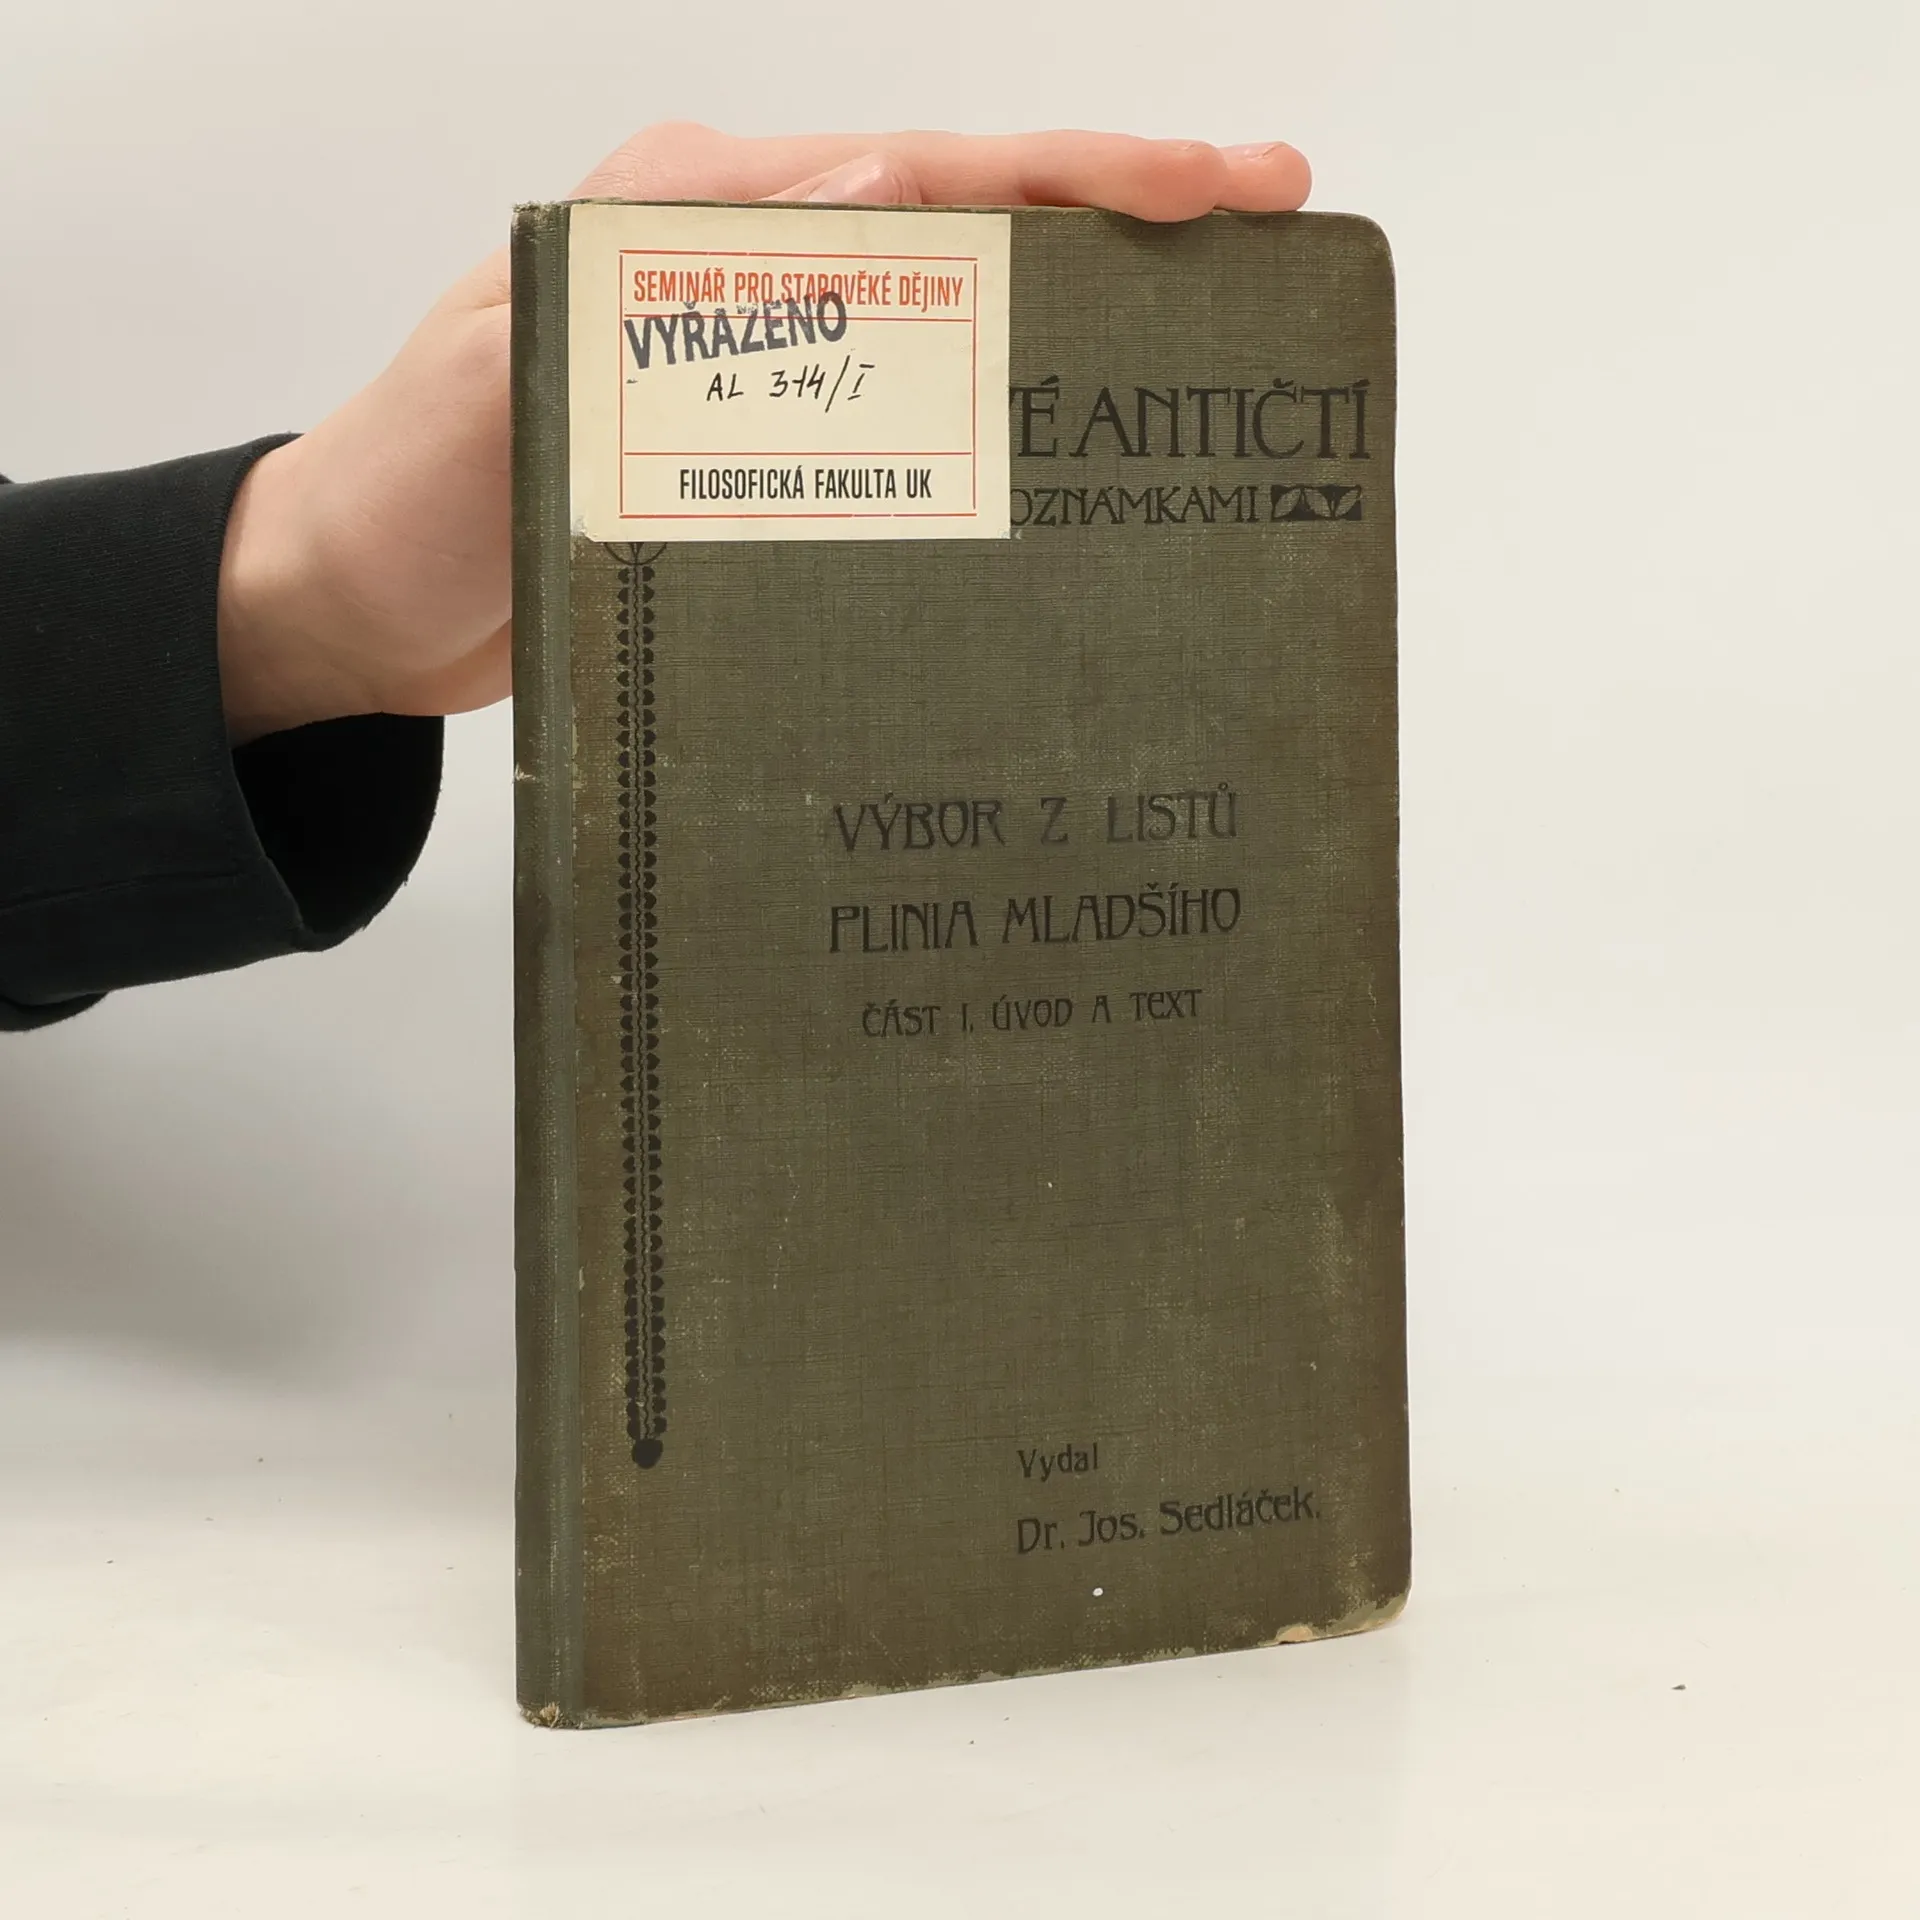 SEMINÁŘ PRO STAROVĚKÉ DĚJINY
VYŘAZENO
AL 314/I
FILOSOFICKÁ FAKULTA UK
É ANTIČTÍ
OZNÁMKAMI
VÝBOR Z LISTŮ
PLINIA MLADŠÍHO
ČÁST I. ÚVOD A TEXT
Vydal
Dr. Jos. Sedláček.